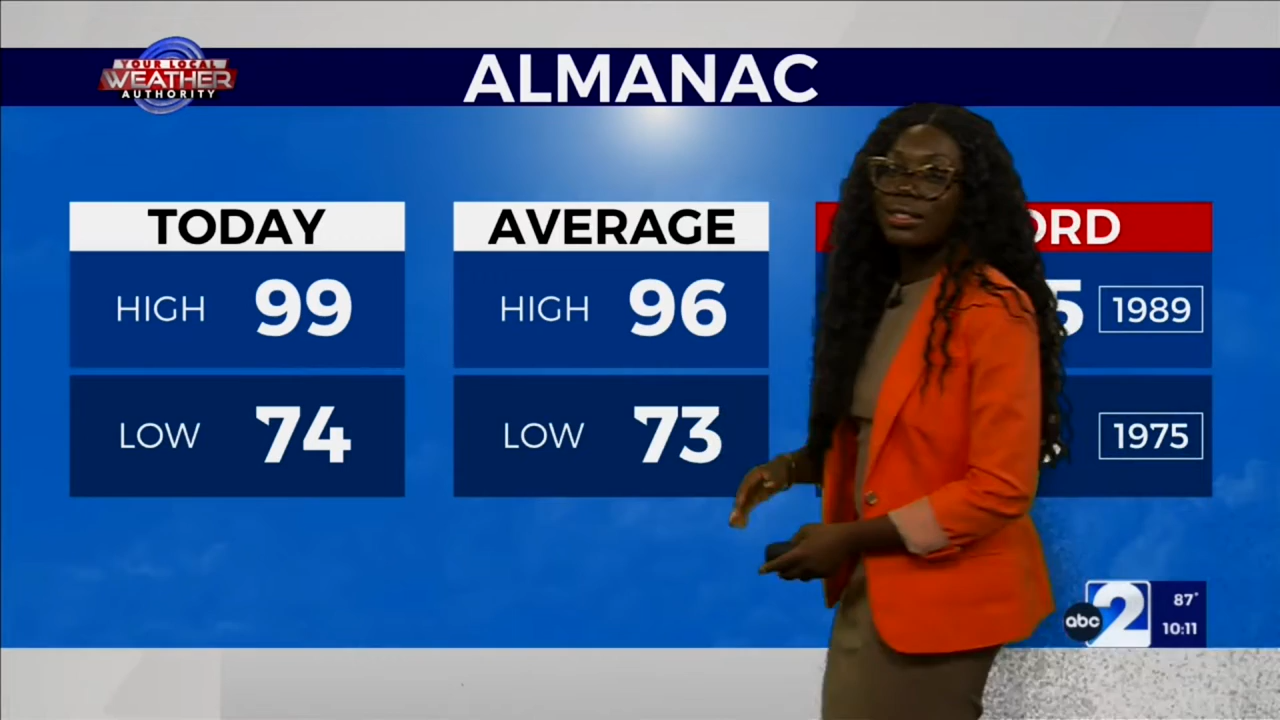 YOUR LOCAL
WEATHER
AUTHORITY
ALMANAC
TODAY
HIGH 99
LOW 74
AVERAGE
HIGH 96
LOW 73
1989
1975
abc 2
87°
10:11